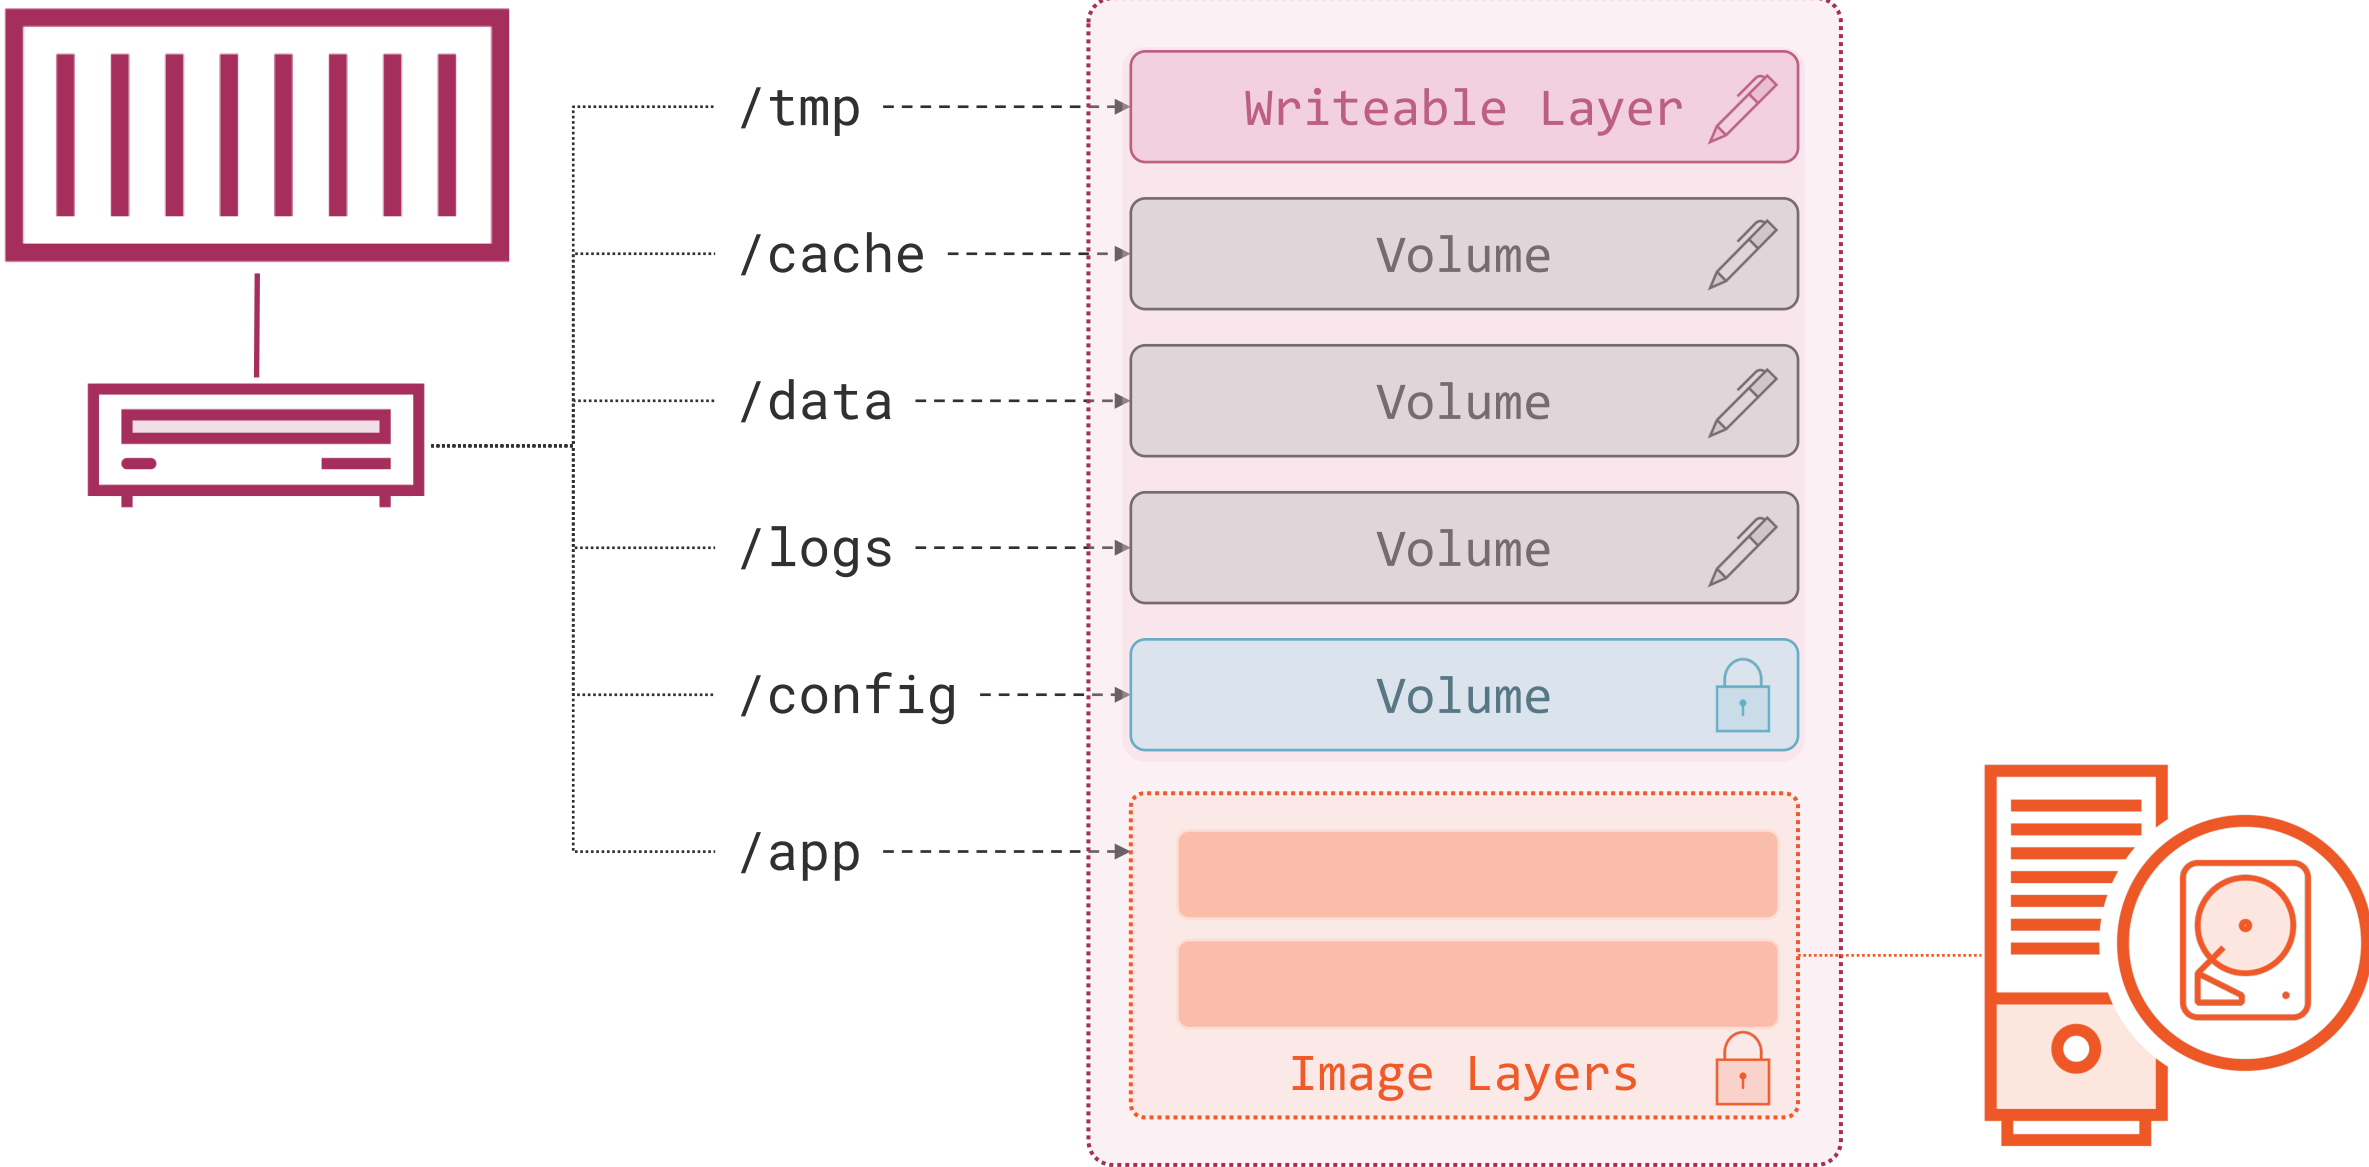 /tmp
Writeable Layer
/cache
Volume
/data
Volume
/logs
Volume
/config
Volume
/app
Image Layers